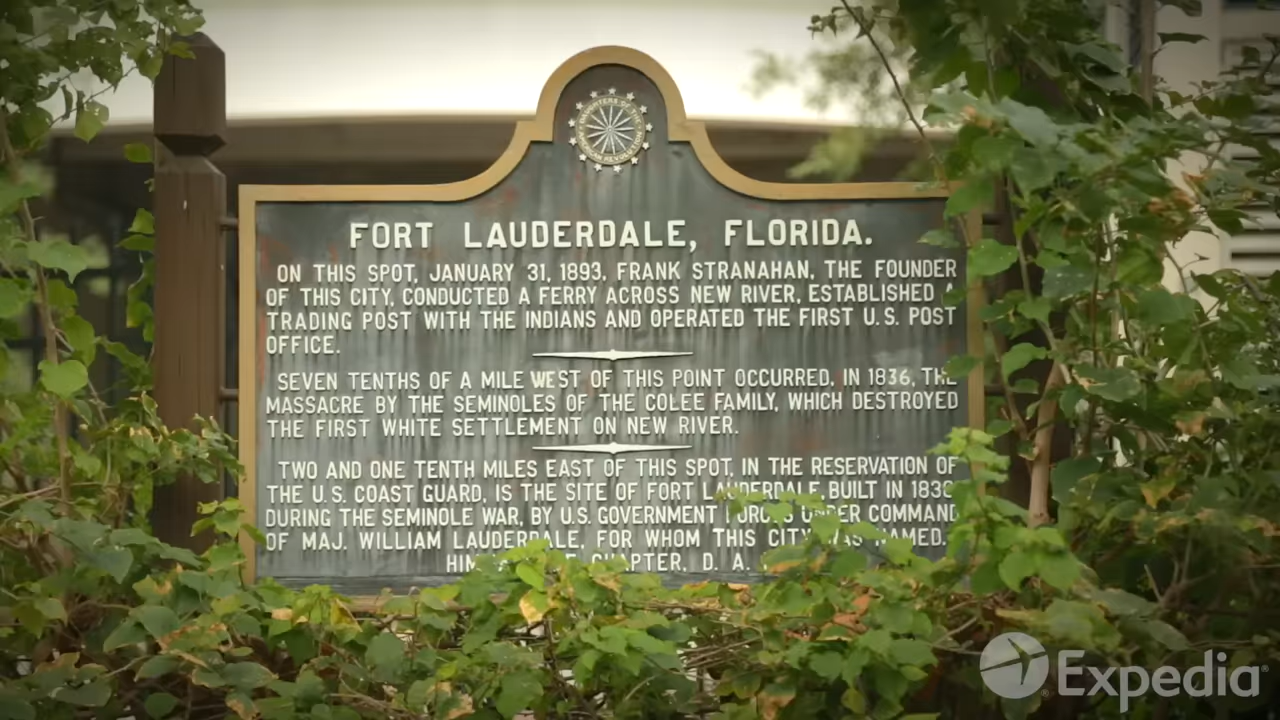 FORT LAUDERDALE, FLORIDA.
ON THIS SPOT, JANUARY 31, 1893, FRANK STRANAHAN, THE FOUNDER
OF THIS CITY, CONDUCTED A FERRY ACROSS NEW RIVER, ESTABLISHED A
TRADING POST WITH THE INDIANS AND OPERATED THE FIRST U.S. POST
OFFICE.
SEVEN TENTHS OF A MILE WEST OF THIS POINT OCCURRED, IN 1836, THE
MASSACRE BY THE SEMINOLES OF THE COLEE FAMILY, WHICH DESTROYED
THE FIRST WHITE SETTLEMENT ON NEW RIVER.
TWO AND ONE TENTH MILES EAST OF THIS SPOT, IN THE RESERVATION OF
THE U.S. COAST GUARD, IS THE SITE OF FORT LAUDERDALE BUILT IN
DURING THE SEMINOLE WAR, BY U.S. GOVERNMENT FORCES UNDER COMMAND
OF MAJ. WILLIAM LAUDERDALE, FOR WHOM THIS CITY WAS NAMED.
CHAPTER, D. A.
Expedia®